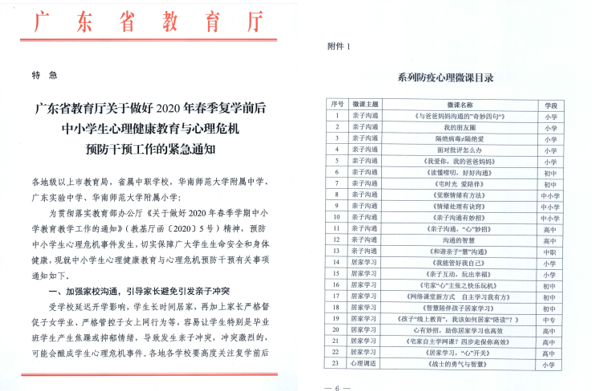 广东省教育厅
特 急
广东省教育厅关于做好 2020 年春季复学前后
中小学生心理健康教育与心理危机
预防干预工作的紧急通知
各地级以上市教育局，省属中职学校，华南师范大学附属中学、
广东实验中学、华南师范大学附属小学：
为贯彻落实教育部办公厅《关于做好 2020 年春季学期中小
学教育教学工作的通知》（教基厅函〔2020〕5 号）精神，预防
中小学生心理危机事件发生，切实保障广大学生生命安全和身体
健康，现就中小学生心理健康教育与心理危机预防干预有关事项
通知如下。
一、加强家校沟通，引导家长避免引发亲子冲突
受学校延迟开学影响，学生长时间居家，再加上家长严格督
促子女学业、严格管控子女上网行为等，容易让学生特别是毕业
班学生产生焦躁或抑郁情绪，导致发生亲子冲突，冲突激烈的，
可能会酿成学生心理危机事件。各地各学校要高度关注复学前后
附件 1
系列防疫心理微课目录
序号 微课主题 微课名称 学段
1 亲子沟通 《与爸爸妈妈沟通的“奇妙四句”》 小学
2 亲子沟通 我的朋友圈 小学
3 亲子沟通 隔绝病毒≠隔绝爱 小学
4 亲子沟通 面对批评怎么办 小学
5 亲子沟通 《我爱你，我的爸爸妈妈》 小学
6 亲子沟通 《读懂唠叨，好好沟通》 初中
7 亲子沟通 《宅时光 爱陪伴》 初中
8 亲子沟通 《觉察情绪有方法》 中小学
9 亲子沟通 《情绪处理有诀窍》 中小学
10 亲子沟通 《亲子沟通有妙招》 中小学
11 亲子沟通 亲子沟通，“心”妙招 高中
12 亲子沟通 沟通的智慧 高中
13 亲子沟通 《和谐亲子“慧”沟通》 中职
14 居家学习 《我能管好我自己》 小学
15 居家学习 《亲子互动，玩出幸福》 小学
16 居家学习 《宅家“心”主张之快乐玩机》 初中
17 居家学习 《网络课堂新方式 自主学习我有方》 初中
18 居家学习 《智慧陪伴孩子居家学习》 初中
19 居家学习 《孩子“线上教育”，我该如何居家“陪读”？》 中专
20 居家学习 心有妙招，助你居家学习也高效 高中
21 居家学习 《宅家自主学网课？四步走保你高效》 高中
22 居家学习 《居家学习，“心”开关》 高中
23 心理调适 《战士的勇气与智慧》 小学
— 6 —